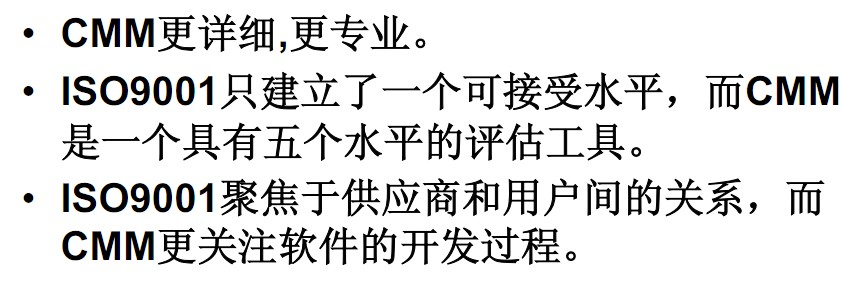 • CMM更详细,更专业。
• ISO9001只建立了一个可接受水平，而CMM
是一个具有五个水平的评估工具。
• ISO9001聚焦于供应商和用户间的关系，而
CMM更关注软件的开发过程。